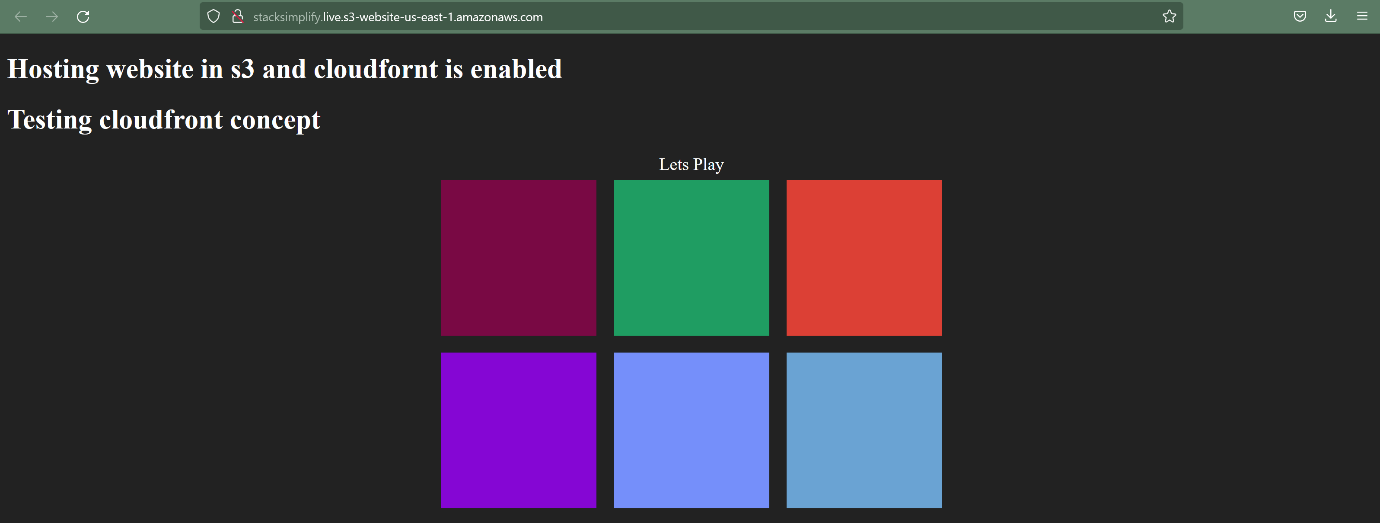 stacksimplify.live.s3-website-us-east-1.amazonaws.com
Hosting website in s3 and cloudfornt is enabled
Testing cloudfront concept
Lets Play